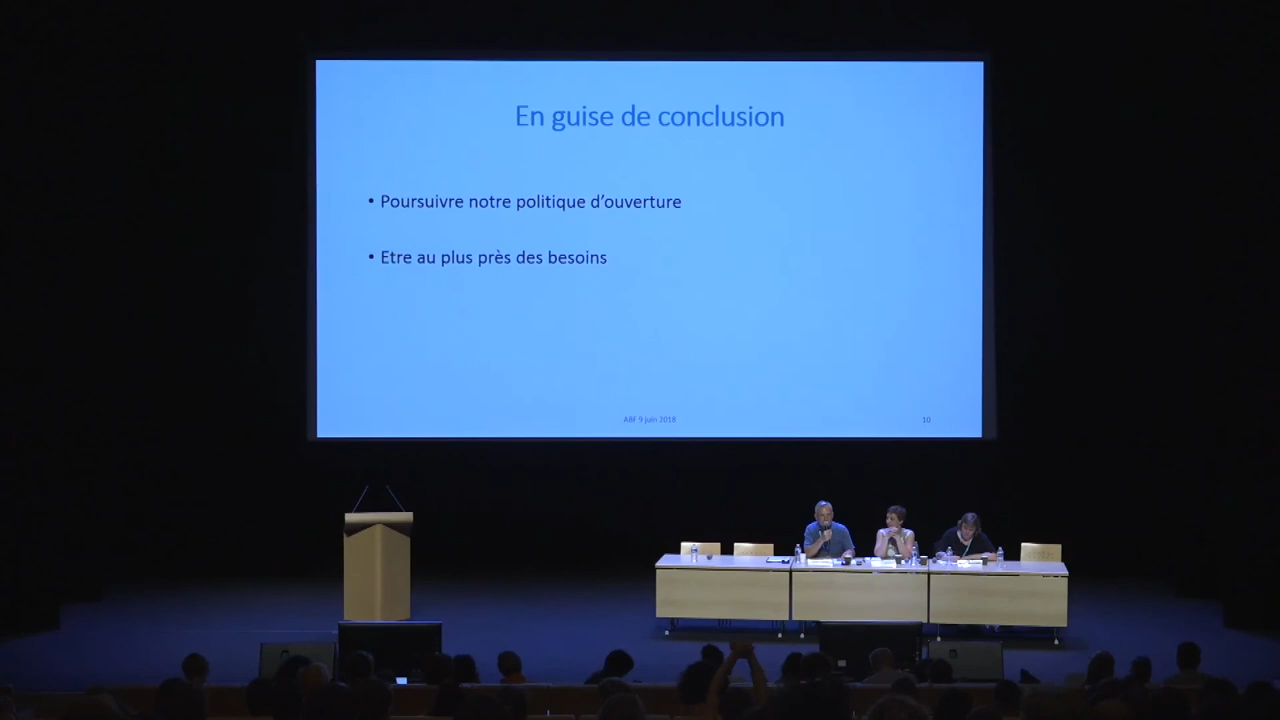 En guise de conclusion
• Poursuivre notre politique d’ouverture
• Etre au plus près des besoins
ABF 9 juin 2018
10